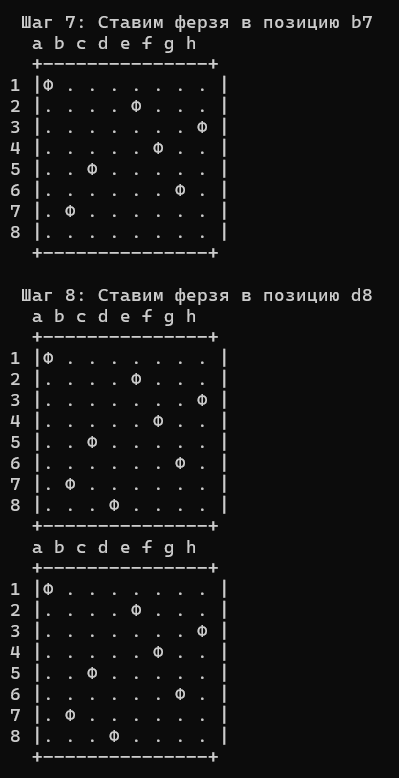 Шаг 7: Ставим ферзя в позицию b7
a b c d e f g h
+---------------+
1 |Ф . . . . . . . |
2 |. . . . Ф . . . |
3 |. . . . . . . Ф |
4 |. . . . . Ф . . |
5 |. . Ф . . . . . |
6 |. . . . . . Ф . |
7 |. Ф . . . . . . |
8 |. . . . . . . . |
+---------------+
Шаг 8: Ставим ферзя в позицию d8
a b c d e f g h
+---------------+
1 |Ф . . . . . . . |
2 |. . . . Ф . . . |
3 |. . . . . . . Ф |
4 |. . . . . Ф . . |
5 |. . Ф . . . . . |
6 |. . . . . . Ф . |
7 |. Ф . . . . . . |
8 |. . . Ф . . . . |
+---------------+
a b c d e f g h
+---------------+
1 |Ф . . . . . . . |
2 |. . . . Ф . . . |
3 |. . . . . . . Ф |
4 |. . . . . Ф . . |
5 |. . Ф . . . . . |
6 |. . . . . . Ф . |
7 |. Ф . . . . . . |
8 |. . . Ф . . . . |
+---------------+